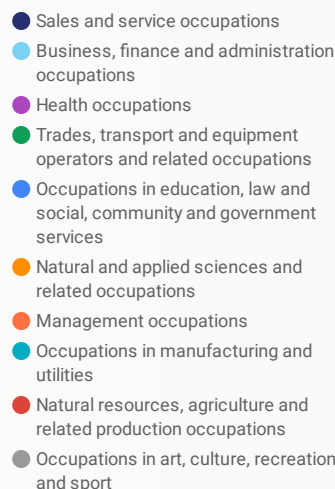 Sales and service occupations
Business, finance and administration
occupations
Health occupations
Trades, transport and equipment
operators and related occupations
Occupations in education, law and
social, community and government
services
Natural and applied sciences and
related occupations
Management occupations
Occupations in manufacturing and
utilities
Natural resources, agriculture and
related production occupations
Occupations in art, culture, recreation
and sport